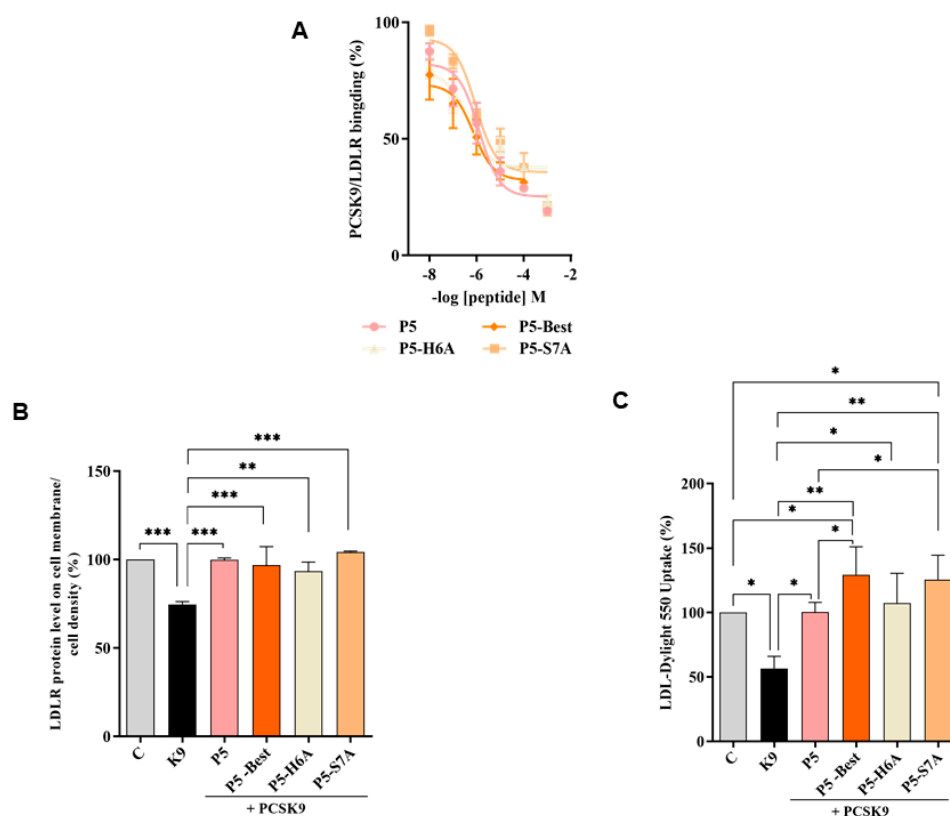 A
PCSK9/LDLR bingding (%)
100
50
0
-8 -6 -4 -2
-log [peptide] M
P5 P5-Best
P5-H6A P5-S7A
B
LDLR protein level on cell membrane/
cell density (%)
150
100
50
0
***
**
***
*** ***
C K9 P5 P5 -Best P5-H6A P5-S7A
+ PCSK9
C
LDL-Dylight 550 Uptake (%)
200
150
100
50
0
*
**
*
*
**
*
*
* *
C K9 P5 P5 -Best P5-H6A P5-S7A
+ PCSK9